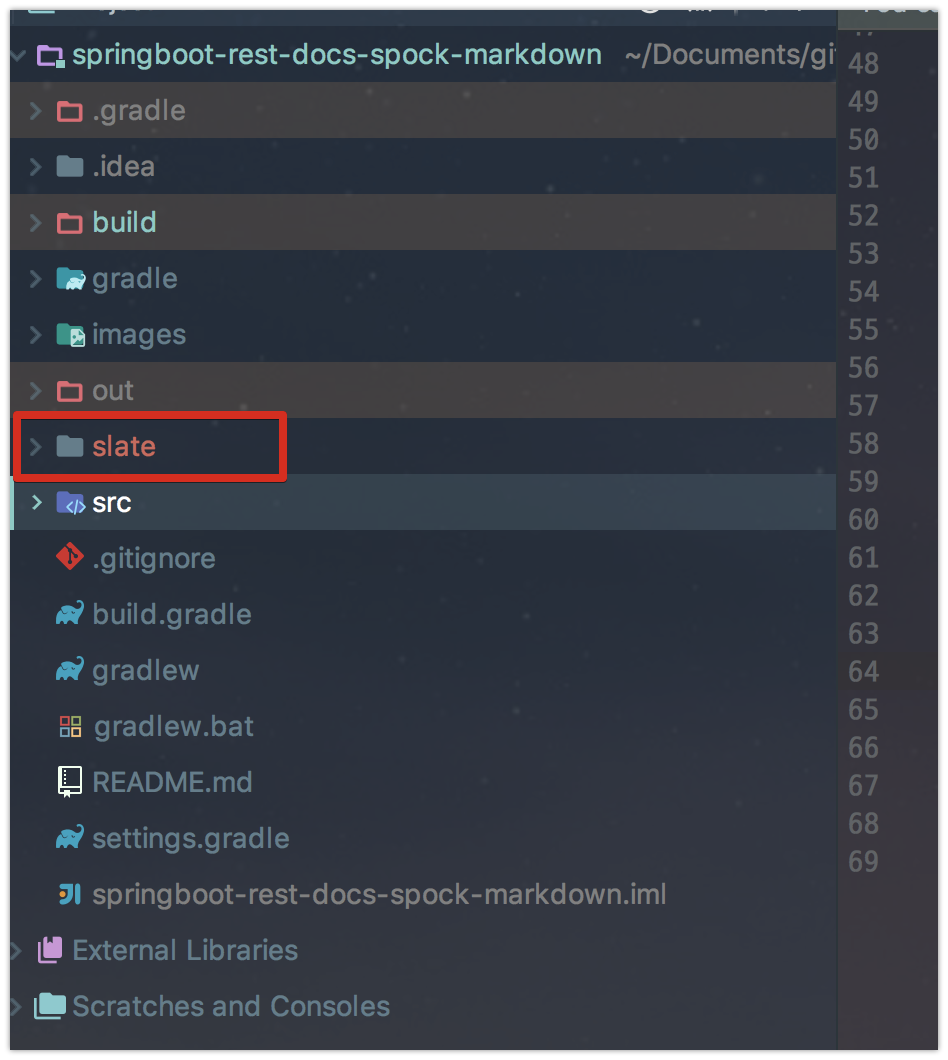 springboot-rest-docs-spock-markdown ~/Documents/gi
.gradle
.idea
build
gradle
images
out
slate
src
.gitignore
build.gradle
gradlew
gradlew.bat
README.md
settings.gradle
springboot-rest-docs-spock-markdown.iml
External Libraries
Scratches and Consoles
48
49
50
51
52
53
54
55
56
57
58
59
60
61
62
63
64
65
66
67
68
69